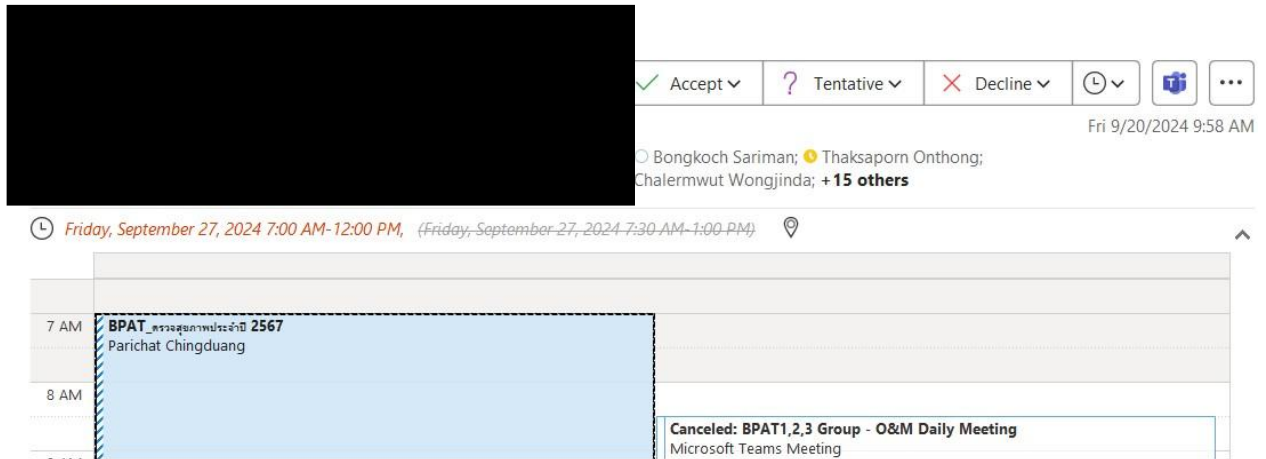 Accept
Tentative
Decline
Fri 9/20/2024 9:58 AM
Bongkoch Sariman; Thaksaporn Onthong;
Chalermwut Wongjinda; +15 others
Friday, September 27, 2024 7:00 AM-12:00 PM, (Friday, September 27, 2024 7:30 AM-1:00 PM)
7 AM
BPAT_ตรวจสุขภาพประจำปี 2567
Parichat Chingduang
8 AM
Canceled: BPAT1,2,3 Group - O&M Daily Meeting
Microsoft Teams Meeting